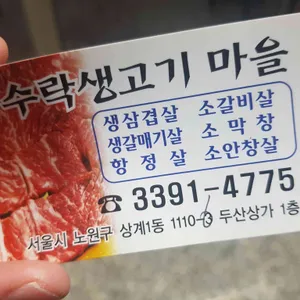 수락생고기 마을
생삼겹살 소갈비살
생갈매기살 소 막 창
항 정 살 소안창살
☎ 3391-4775
서울시 노원구 상계1동 1110- 두산상가 1층